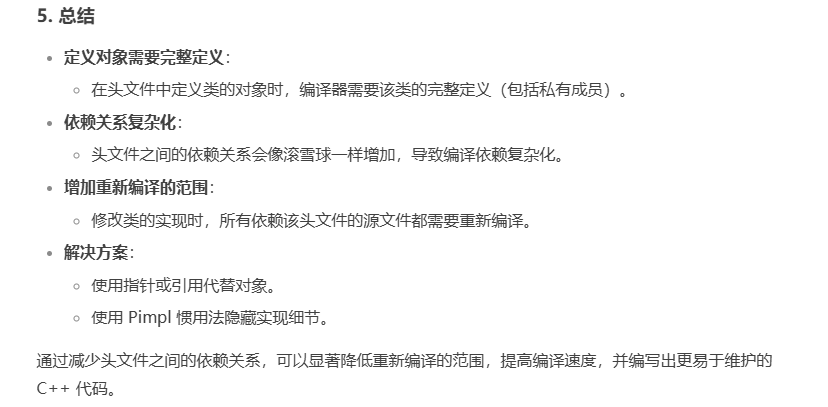 5. 总结
定义对象需要完整定义：
在头文件中定义类的对象时，编译器需要该类的完整定义（包括私有成员）。
依赖关系复杂化：
头文件之间的依赖关系会像滚雪球一样增加，导致编译依赖复杂化。
增加重新编译的范围：
修改类的实现时，所有依赖该头文件的源文件都需要重新编译。
解决方案：
使用指针或引用代替对象。
使用 Pimpl 惯用法隐藏实现细节。
通过减少头文件之间的依赖关系，可以显著降低重新编译的范围，提高编译速度，并编写出更易于维护的
C++ 代码。